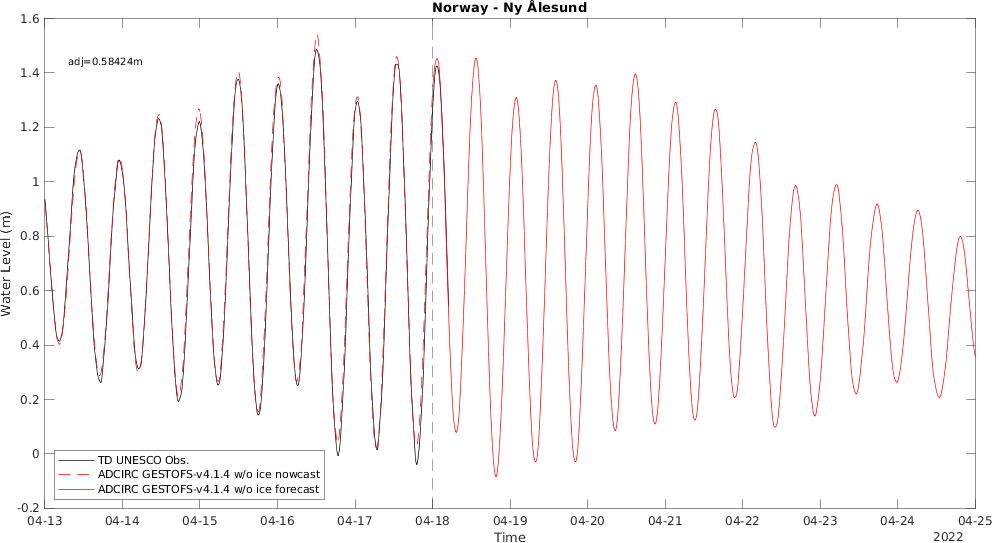 Norway - Ny Ålesund
1.6
1.4
1.2
1
0.8
0.6
0.4
0.2
0
-0.2
Water Level (m)
adj=0.58424m
TD UNESCO Obs.
ADCIRC GESTOFS-v4.1.4 w/o ice nowcast
ADCIRC GESTOFS-v4.1.4 w/o ice forecast
04-13 04-14 04-15 04-16 04-17 04-18 04-19 04-20 04-21 04-22 04-23 04-24 04-25
Time
2022